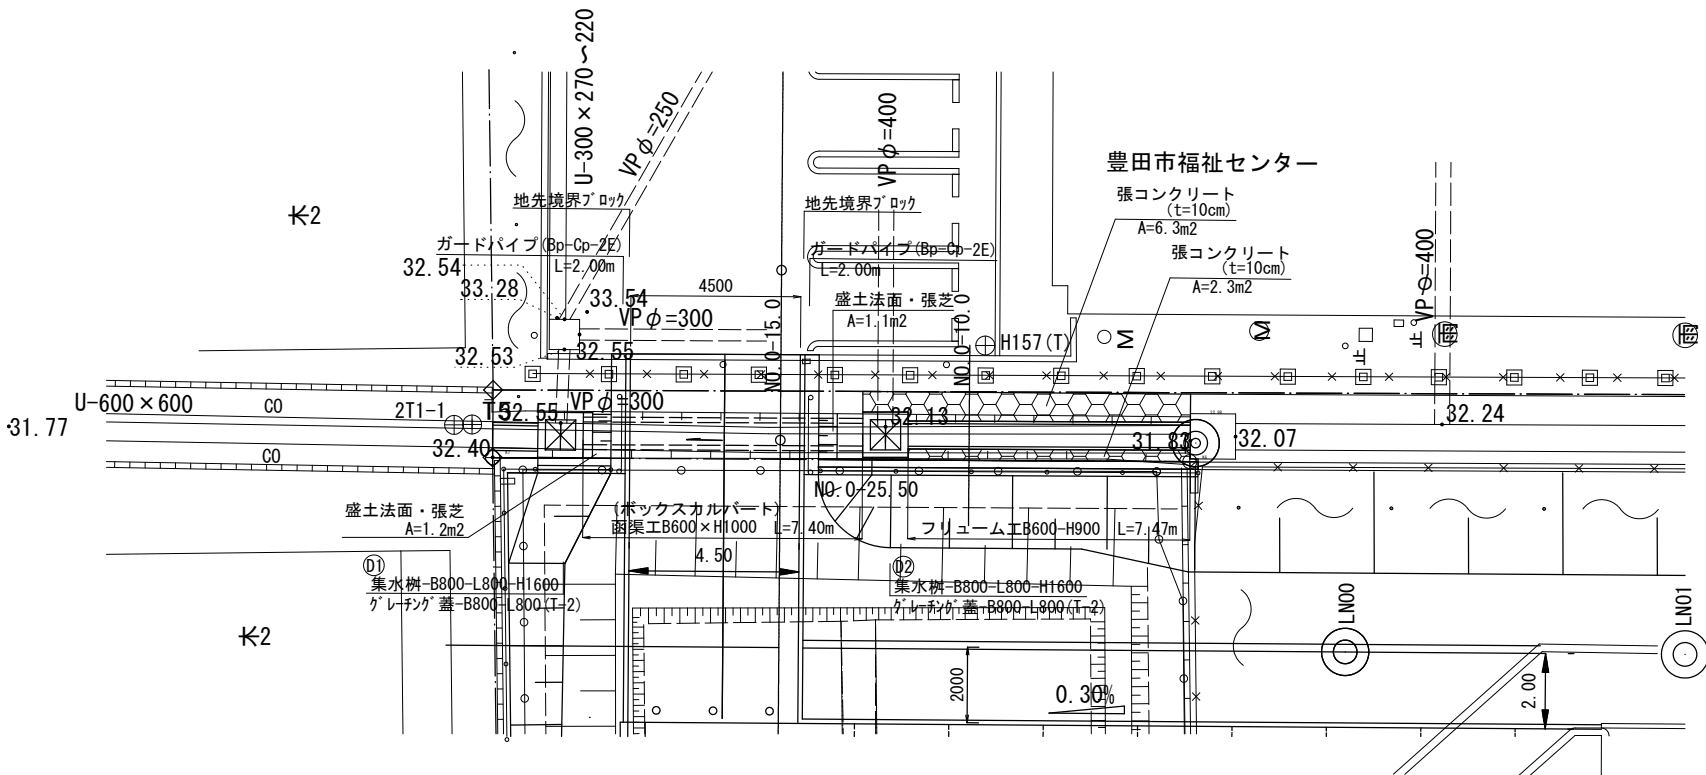 U-300×270～220
VPφ=250
VPφ=400
豊田市福祉センター
張コンクリート
(t=10cm)
A=6.3m2
地先境界ブロック
地先境界ブロック
ガードパイプ(Bp-Cp-2E)
L=2.00m
ガードパイプ(Bp-Cp-2E)
L=2.00m
張コンクリート
(t=10cm)
A=2.3m2
VPφ=400
2
32.54
33.28
33.54
4500
盛土法面・張芝
A=1.1m2
VPφ=300
NO.0-15.0
NO.0-10.0
H157(T)
M
M
止
止
雨
雨
32.53
32.55
U-600×600
CO
2T1-1
T5
32.55
VPφ=300
32.13
32.24
31.77
32.40
31.83
32.07
CO
NO.0-25.50
盛土法面・張芝
A=1.2m2
(ボックスカルバート)
函渠工B600×H1000 L=7.40m
フリューム工B600-H900 L=7.47m
4.50
D1
集水桝-B800-L800-H1600
グレーチング蓋-B800-L800(T-2)
D2
集水桝-B800-L800-H1600
グレーチング蓋-B800-L800(T-2)
2
LN00
LN01
2000
0.30%
2.00